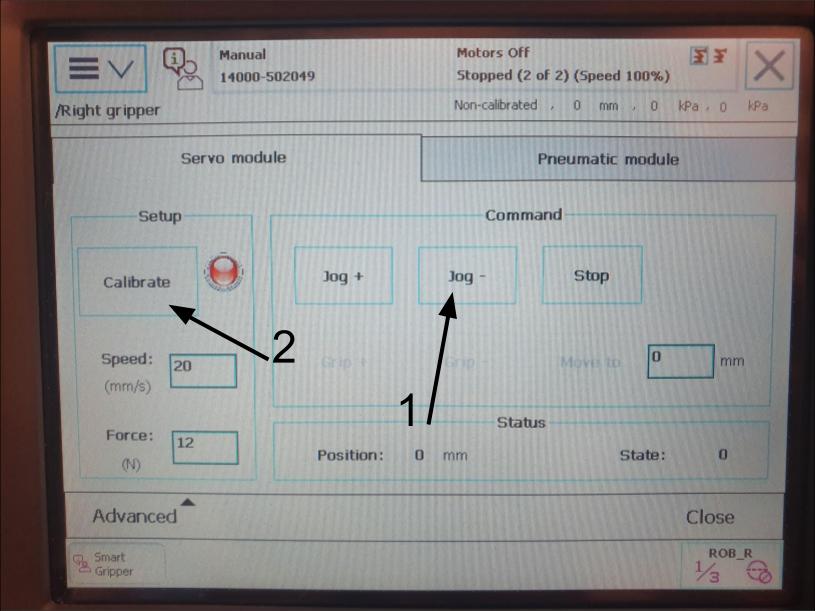 Manual
14000-502049
Motors Off
Stopped (2 of 2) (Speed 100%)
/Right gripper
Non-calibrated , 0 mm , 0 kPa , 0 kPa
Servo module
Pneumatic module
Setup
Command
Calibrate
Jog +
Jog -
Stop
2
Speed:
(mm/s)
20
Grip +
Grip -
Move to
0
mm
1
Force:
(N)
12
Status
Position: 0 mm
State: 0
Advanced
Close
Smart
Gripper
ROB_R
1/3